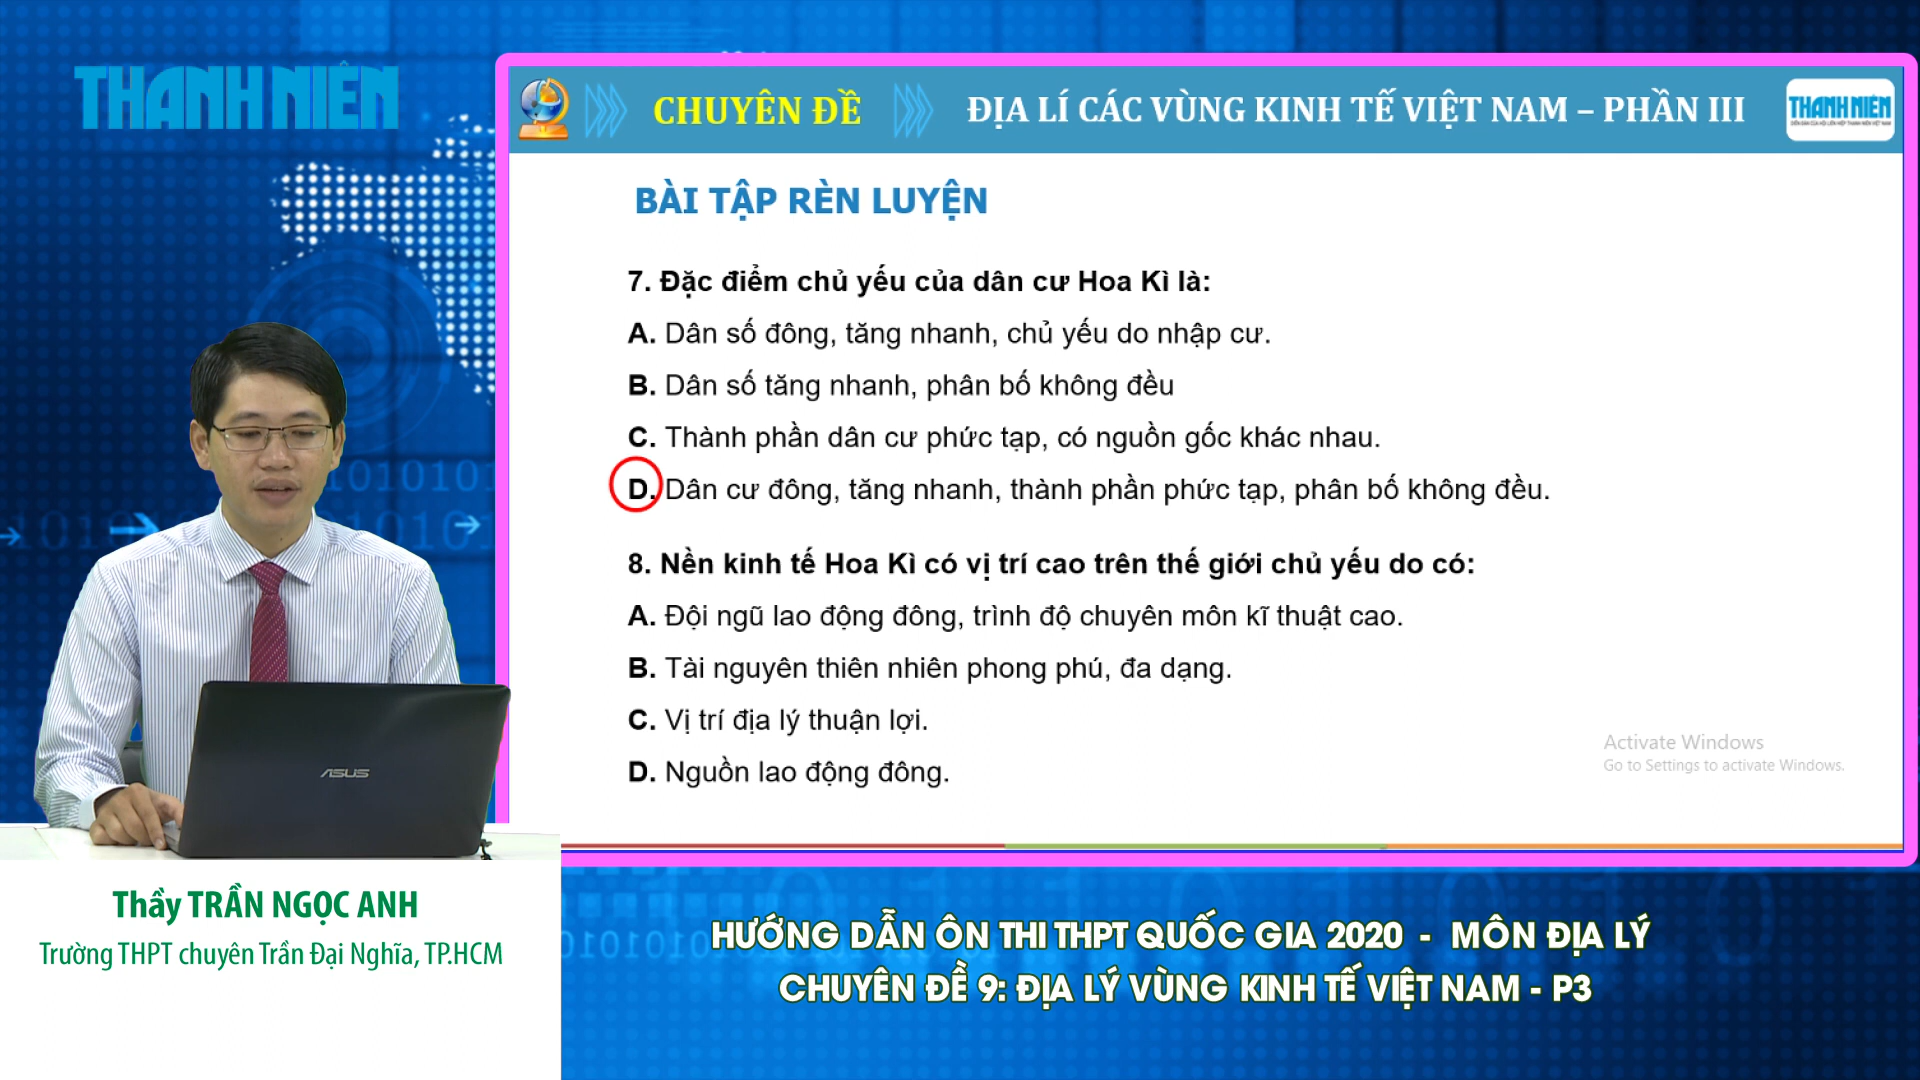 THANH NIÊN
CHUYÊN ĐỀ
ĐỊA LÍ CÁC VÙNG KINH TẾ VIỆT NAM – PHẦN III
THANH NIÊN
BÀI TẬP RÈN LUYỆN
7. Đặc điểm chủ yếu của dân cư Hoa Kì là:
A. Dân số đông, tăng nhanh, chủ yếu do nhập cư.
B. Dân số tăng nhanh, phân bố không đều
C. Thành phần dân cư phức tạp, có nguồn gốc khác nhau.
D. Dân cư đông, tăng nhanh, thành phần phức tạp, phân bố không đều.
8. Nền kinh tế Hoa Kì có vị trí cao trên thế giới chủ yếu do có:
A. Đội ngũ lao động đông, trình độ chuyên môn kĩ thuật cao.
B. Tài nguyên thiên nhiên phong phú, đa dạng.
C. Vị trí địa lý thuận lợi.
D. Nguồn lao động đông.
Activate Windows
Go to Settings to activate Windows.
ASUS
Thầy TRẦN NGỌC ANH
Trường THPT chuyên Trần Đại Nghĩa, TP.HCM
HƯỚNG DẪN ÔN THI THPT QUỐC GIA 2020 - MÔN ĐỊA LÝ
CHUYÊN ĐỀ 9: ĐỊA LÝ VÙNG KINH TẾ VIỆT NAM - P3